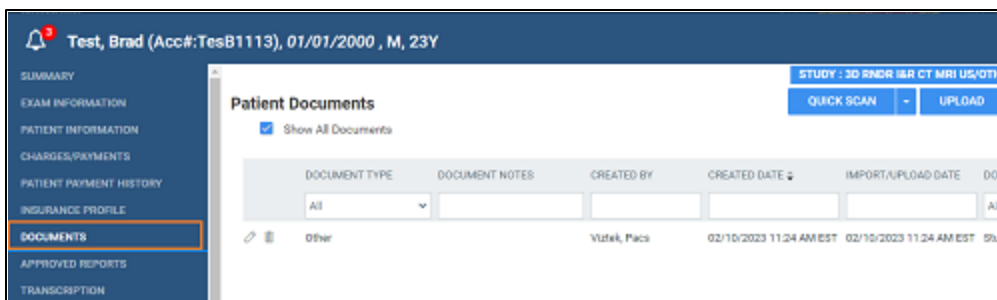 3
Test, Brad (Acc#:TesB1113), 01/01/2000 , M, 23Y
SUMMARY
EXAM INFORMATION
PATIENT INFORMATION
CHARGES/PAYMENTS
PATIENT PAYMENT HISTORY
INSURANCE PROFILE
DOCUMENTS
APPROVED REPORTS
TRANSCRIPTION
STUDY : 3D RNDR I&R CT MRI US/OTH
Patient Documents
QUICK SCAN UPLOAD
Show All Documents
DOCUMENT TYPE DOCUMENT NOTES CREATED BY CREATED DATE IMPORT/UPLOAD DATE DO
All Al
Other Viztek, Pacs 02/10/2023 11:24 AM EST 02/10/2023 11:24 AM EST